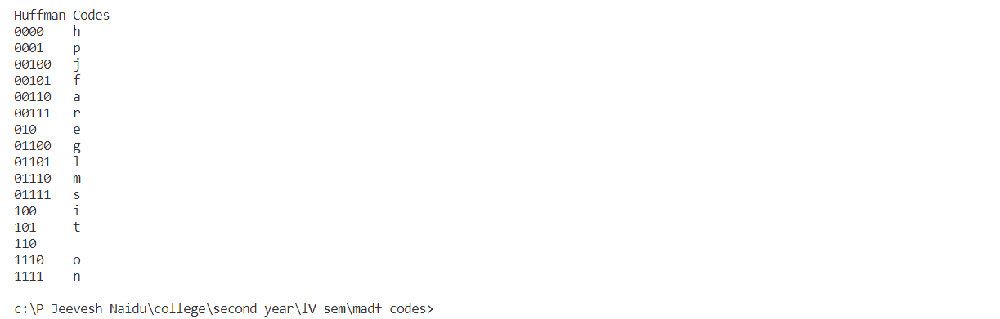 Huffman Codes
0000    h
0001    p
00100   j
00101   f
00110   a
00111   r
010     e
01100   g
01101   l
01110   m
01111   s
100     i
101     t
110
1110    o
1111    n
c:\P Jeevesh Naidu\college\second year\lV sem\madf codes>